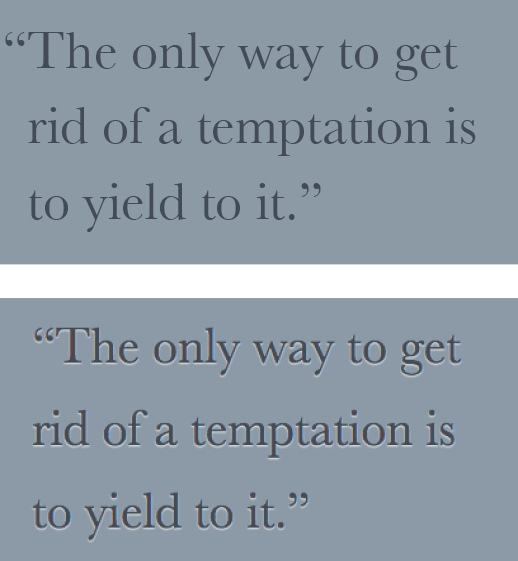 “The only way to get
rid of a temptation is
to yield to it.”
“The only way to get
rid of a temptation is
to yield to it.”